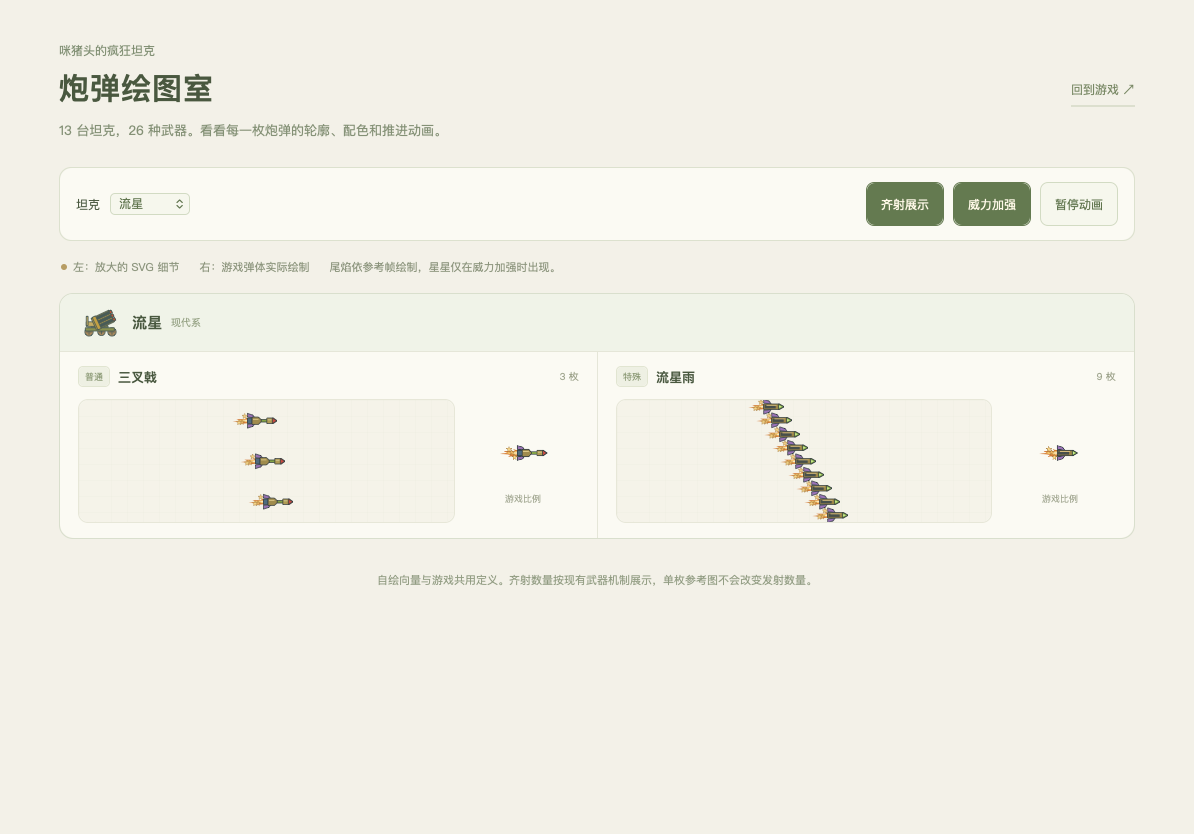 咪猪头的疯狂坦克
炮弹绘图室
回到游戏 ↗
13 台坦克，26 种武器。看看每一枚炮弹的轮廓、配色和推进动画。
坦克 流星 齐射展示 威力加强 暂停动画
左：放大的 SVG 细节 右：游戏弹体实际绘制 尾焰依参考帧绘制，星星仅在威力加强时出现。
流星 现代系
普通 三叉戟 3 枚
游戏比例
特殊 流星雨 9 枚
游戏比例
自绘向量与游戏共用定义。齐射数量按现有武器机制展示，单枚参考图不会改变发射数量。